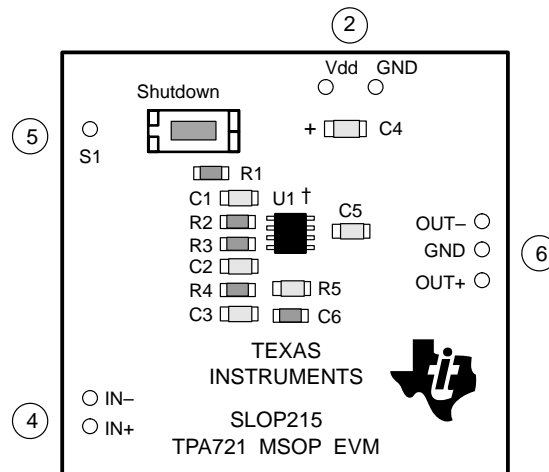 2
Vdd GND
Shutdown
5
S1
+ C4
R1
C1 U1 †
C5
R2
R3
C2
OUT–
GND
6
OUT+
R4 R5
C3 C6
TEXAS
INSTRUMENTS
4
IN–
IN+
SLOP215
TPA721 MSOP EVM